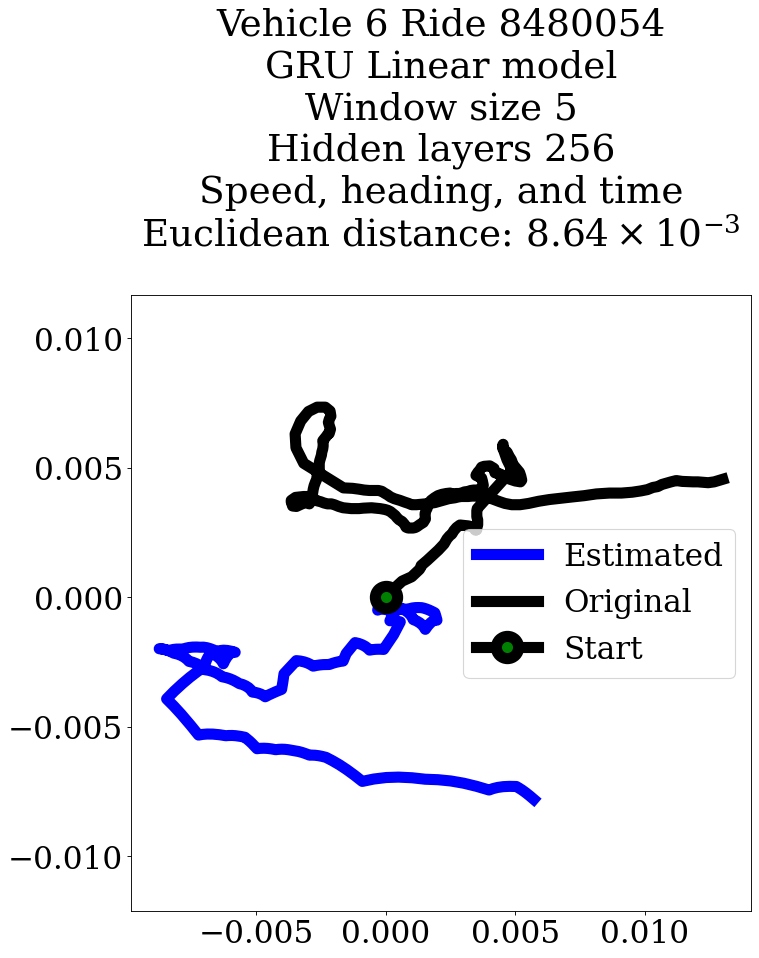 Vehicle 6 Ride 8480054
GRU Linear model
Window size 5
Hidden layers 256
Speed, heading, and time
Euclidean distance: 8.64 × 10⁻³
0.010
0.005
0.000
−0.005
−0.010
Estimated
Original
Start
−0.005 0.000 0.005 0.010